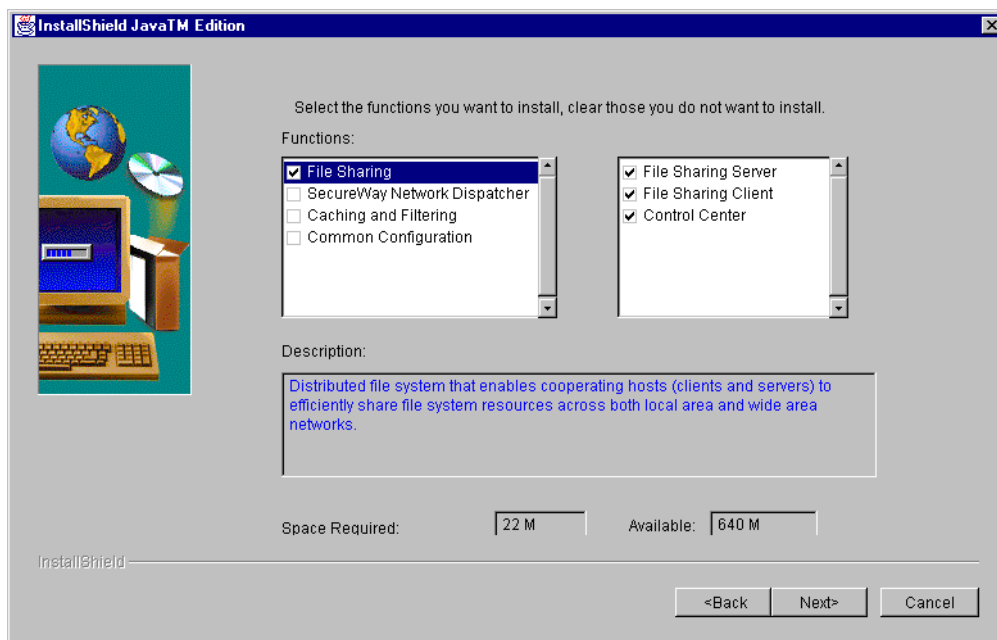 InstallShield JavaTM Edition
Select the functions you want to install, clear those you do not want to install.
Functions:
File Sharing
SecureWay Network Dispatcher
Caching and Filtering
Common Configuration
File Sharing Server
File Sharing Client
Control Center
Description:
Distributed file system that enables cooperating hosts (clients and servers) to
efficiently share file system resources across both local area and wide area
networks.
Space Required: 22 M Available: 640 M
InstallShield
<Back Next> Cancel